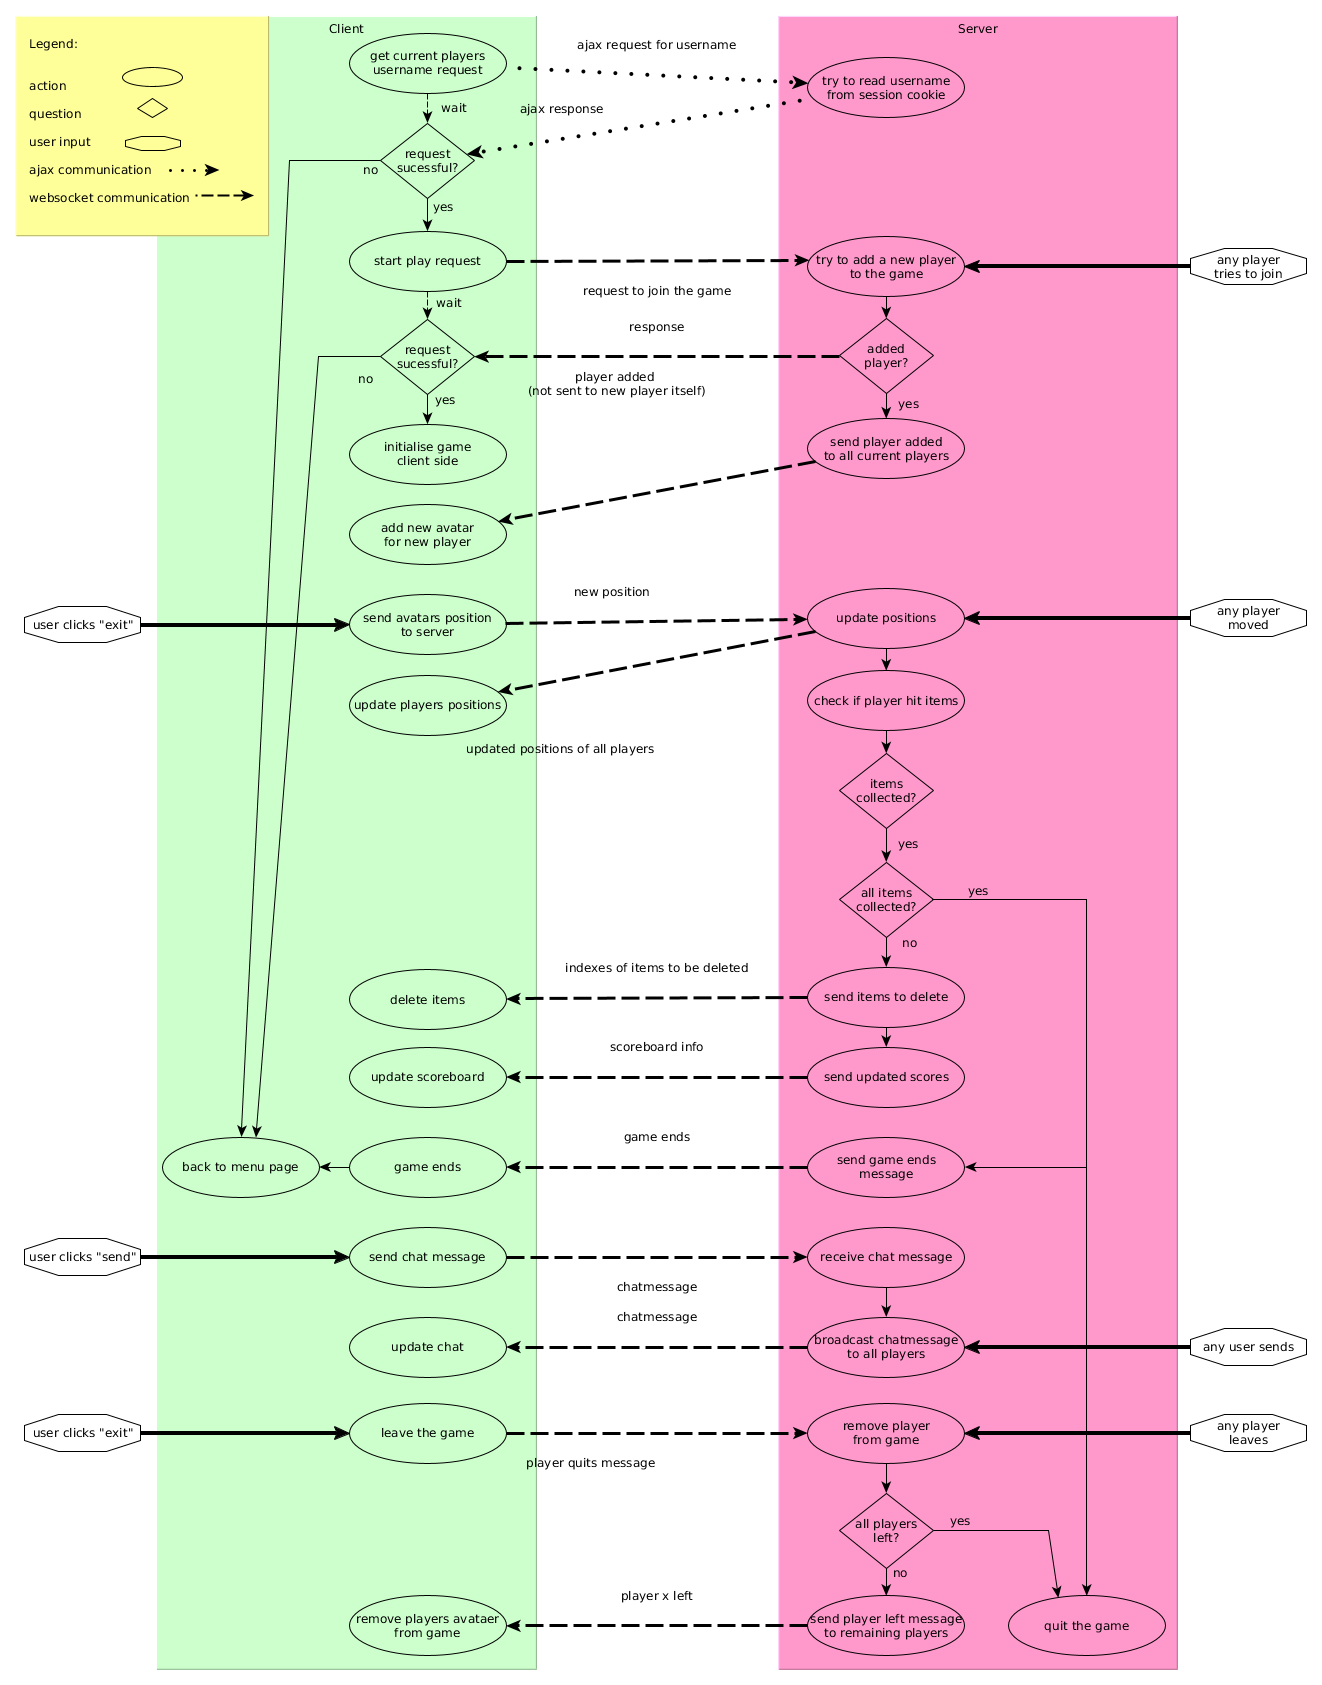 Legend:
action
question
user input
ajax communication
websocket communication
Client
Server
get current players
username request
ajax request for username
try to read username
from session cookie
wait
ajax response
request
sucessful?
no
yes
start play request
try to add a new player
to the game
any player
tries to join
wait
request to join the game
response
request
sucessful?
added
player?
no
player added
(not sent to new player itself)
yes
yes
initialise game
client side
send player added
to all current players
add new avatar
for new player
new position
user clicks "exit"
send avatars position
to server
update positions
any player
moved
update players positions
check if player hit items
updated positions of all players
items
collected?
yes
all items
collected?
yes
no
indexes of items to be deleted
delete items
send items to delete
scoreboard info
update scoreboard
send updated scores
game ends
back to menu page
game ends
send game ends
message
user clicks "send"
send chat message
receive chat message
chatmessage
chatmessage
update chat
broadcast chatmessage
to all players
any user sends
user clicks "exit"
leave the game
remove player
from game
any player
leaves
player quits message
all players
left?
yes
no
player x left
remove players avataer
from game
send player left message
to remaining players
quit the game